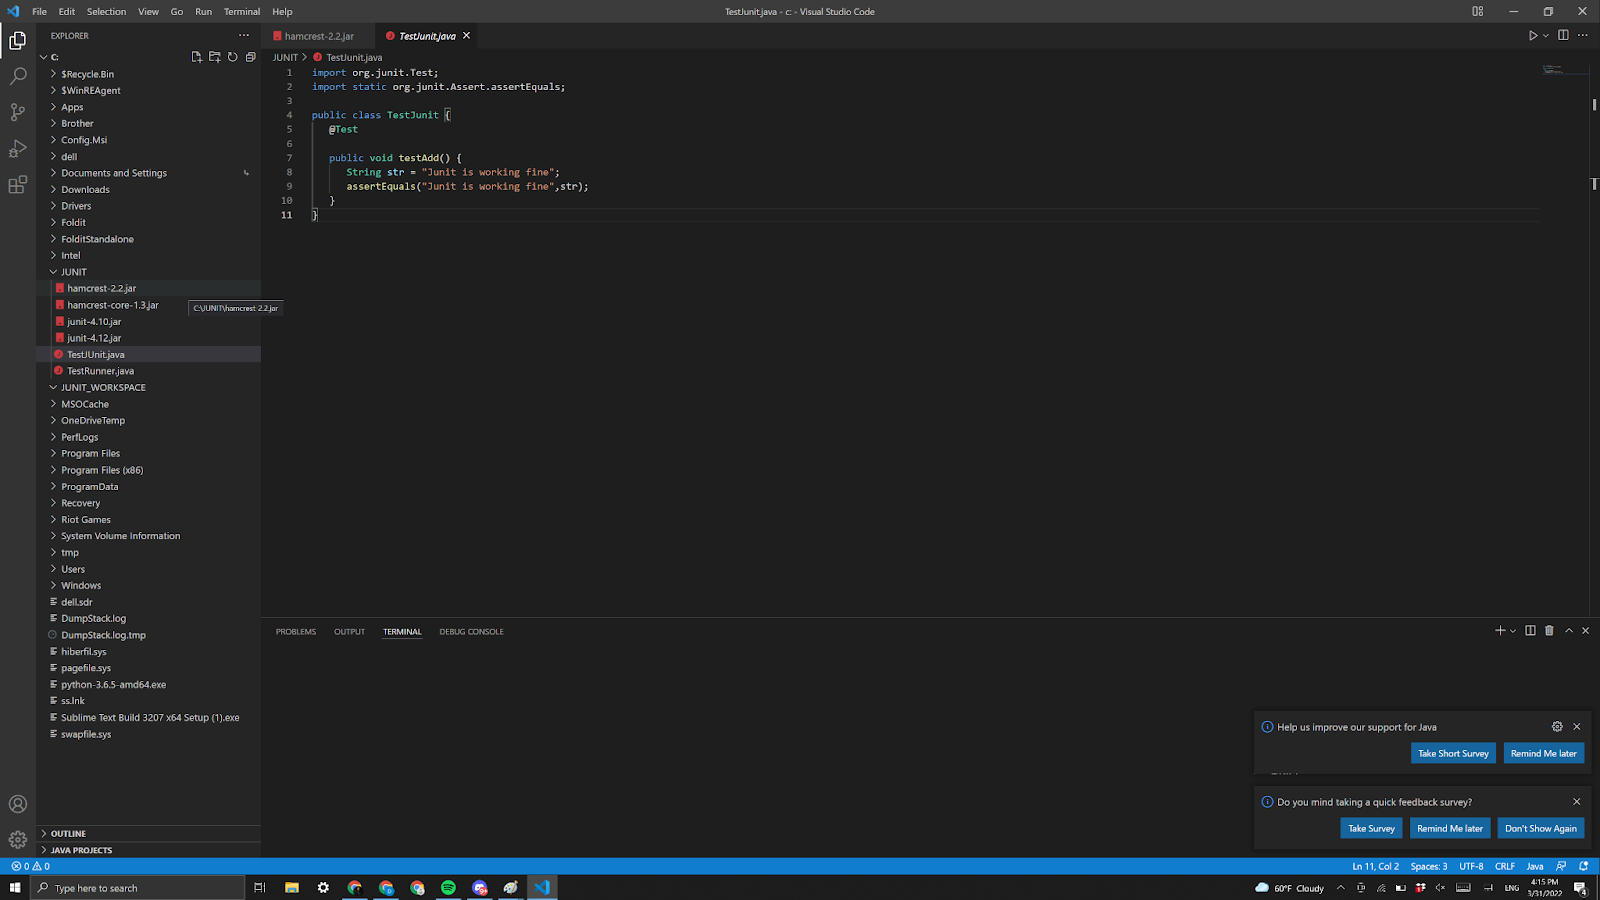 File Edit Selection View Go Run Terminal Help
TestJunit.java - c: - Visual Studio Code
EXPLORER
C:
$Recycle.Bin
$WinREAgent
Apps
Brother
Config.Msi
dell
Documents and Settings
Downloads
Drivers
Foldit
FolditStandalone
Intel
JUNIT
hamcrest-2.2.jar
hamcrest-core-1.3.jar
C:\JUNIT\hamcrest-2.2.jar
junit-4.10.jar
junit-4.12.jar
TestJUnit.java
TestRunner.java
JUNIT_WORKSPACE
MSOCache
OneDriveTemp
PerfLogs
Program Files
Program Files (x86)
ProgramData
Recovery
Riot Games
System Volume Information
tmp
Users
Windows
dell.sdr
DumpStack.log
DumpStack.log.tmp
hiberfil.sys
pagefile.sys
python-3.6.5-amd64.exe
ss.lnk
Sublime Text Build 3207 x64 Setup (1).exe
swapfile.sys
OUTLINE
JAVA PROJECTS
hamcrest-2.2.jar TestJunit.java
JUNIT > TestJunit.java
1 import org.junit.Test;
2 import static org.junit.Assert.assertEquals;
3
4 public class TestJunit {
5 @Test
6
7 public void testAdd() {
8 String str = "Junit is working fine";
9 assertEquals("Junit is working fine",str);
10 }
11 }
PROBLEMS OUTPUT TERMINAL DEBUG CONSOLE
Help us improve our support for Java
Take Short Survey Remind Me later
Do you mind taking a quick feedback survey?
Take Survey Remind Me later Don't Show Again
0 0 Ln 11, Col 2 Spaces: 3 UTF-8 CRLF Java
Type here to search
60°F Cloudy ENG
4:15 PM
3/31/2022
4